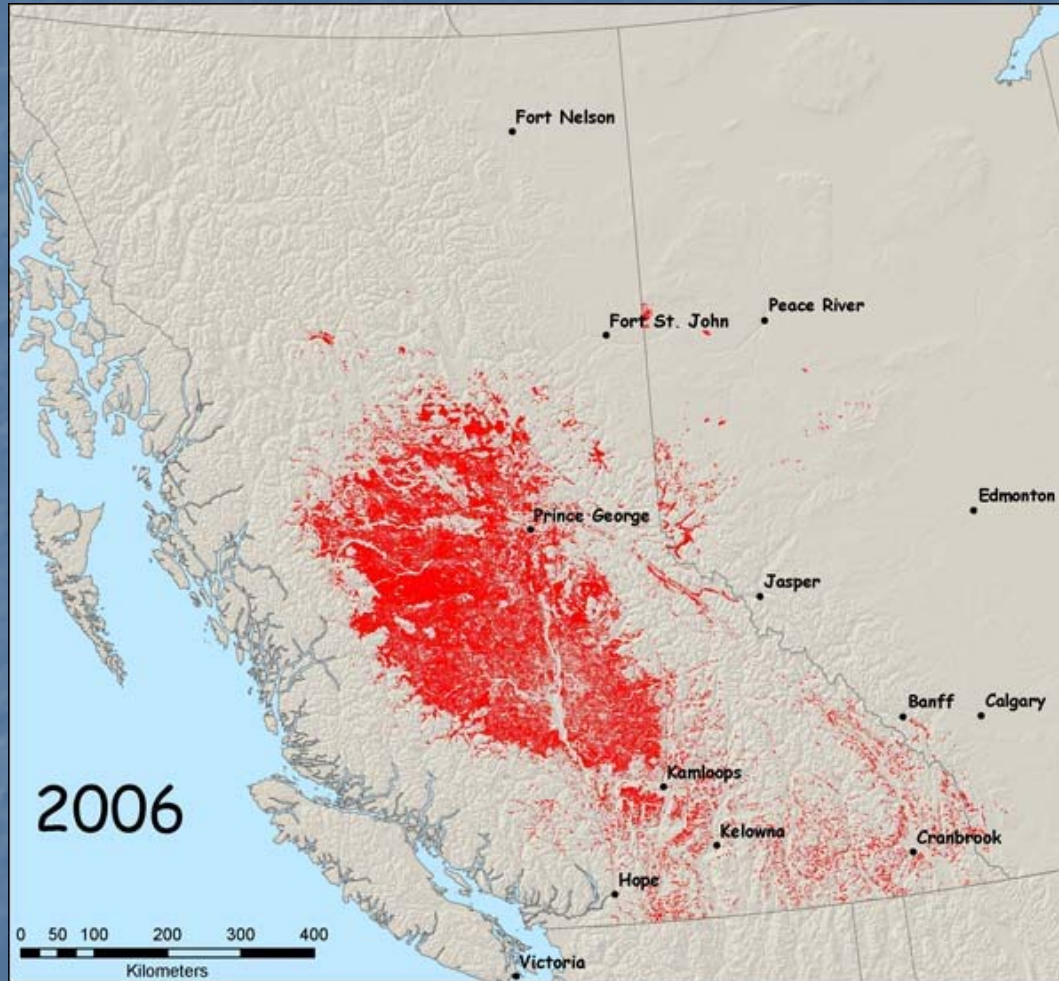 Fort Nelson
Peace River
Fort St. John
Edmonton
Prince George
Jasper
Banff
Calgary
Kamloops
2006
Kelowna
Cranbrook
Hope
0 50 100 200 300 400
Kilometers
Victoria